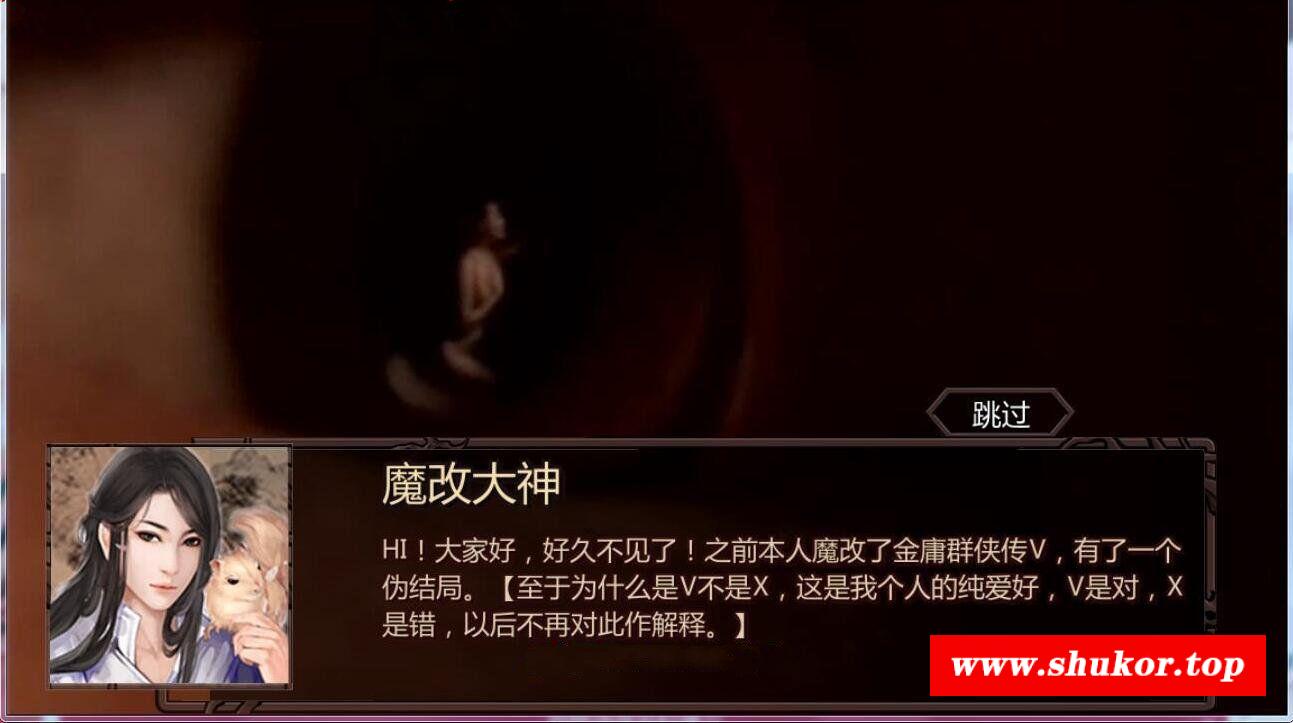 跳过
魔改大神
HI！大家好，好久不见了！之前本人魔改了金庸群侠传V，有了一个
伪结局。【至于为什么是V不是X，这是我个人的纯爱好，V是对，X
是错，以后不再对此作解释。】
www.shukor.top